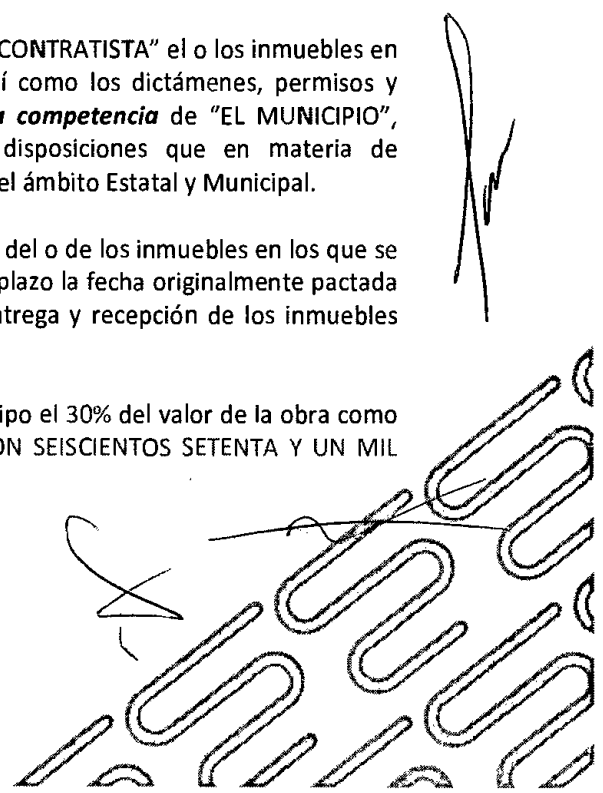 CONTRATISTA" el o los inmuebles en
í como los dictámenes, permisos y
competencia de "EL MUNICIPIO",
disposiciones que en materia de
el ámbito Estatal y Municipal.
del o de los inmuebles en los que se
plazo la fecha originalmente pactada
trega y recepción de los inmuebles
ipo el 30% del valor de la obra como
ON SEISCIENTOS SETENTA Y UN MIL